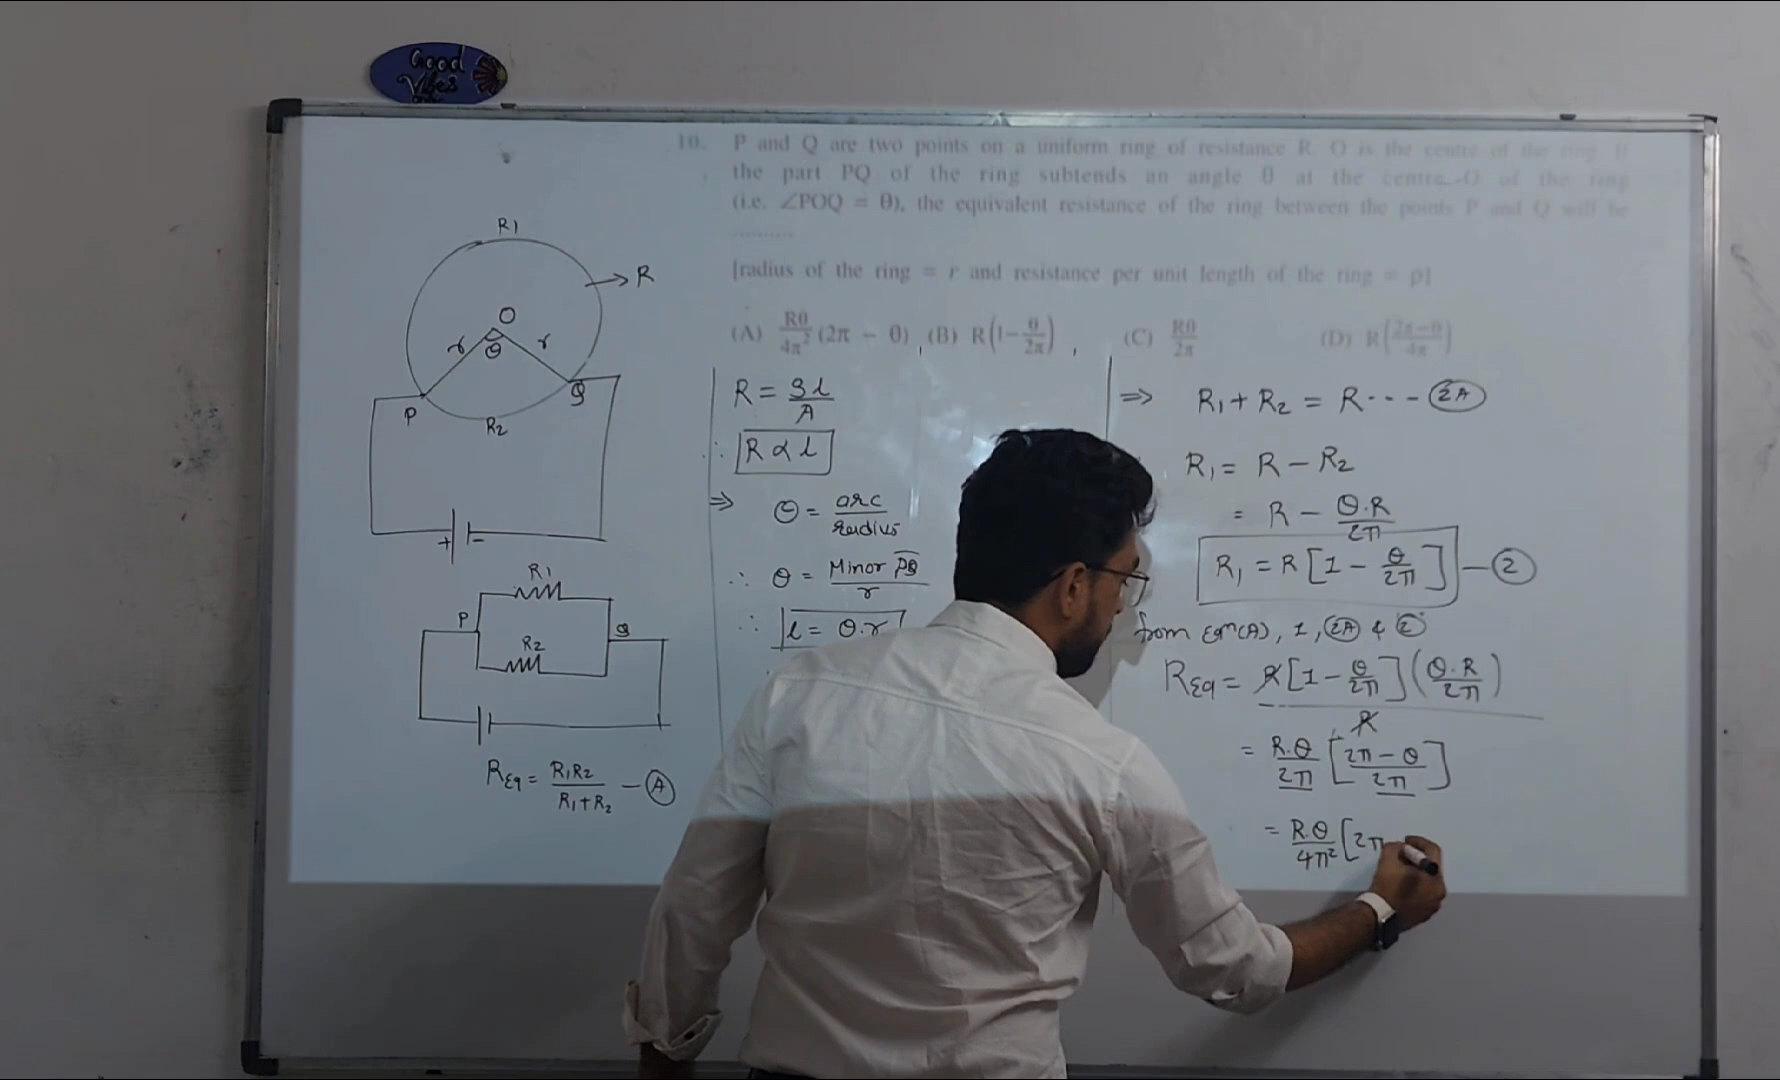 Good
Vibes
10. P and Q are two points on a uniform ring of resistance R. O is the centre of the ring. If
the part PQ of the ring subtends an angle θ at the centre O of the ring
(i.e. ∠POQ = θ), the equivalent resistance of the ring between the points P and Q will be
..........
[radius of the ring = r and resistance per unit length of the ring = ρ]
(A) Rθ/4π² (2π − θ) , (B) R(1−θ/2π) , (C) Rθ/2π (D) R(2π−θ/4π)
R1
→ R
O
r θ r
P Q
R2
+ -
R1
P Q
R2
REq = R1R2/R1+R2 — (A)
R = ρl/A
∴ R ∝ l
⇒ θ = arc/radius
∴ θ = Minor PQ/r
∴ l = θ.r
⇒ R1 + R2 = R --- (2A)
R1 = R − R2
= R − θ.R/2π
R1 = R[1 − θ/2π] — (2)
from Eqn(A), 1, (2A) & (2)
REq = R[1 − θ/2π](θ.R/2π)
R
= R.θ/2π [2π − θ/2π]
= R.θ/4π² [2π